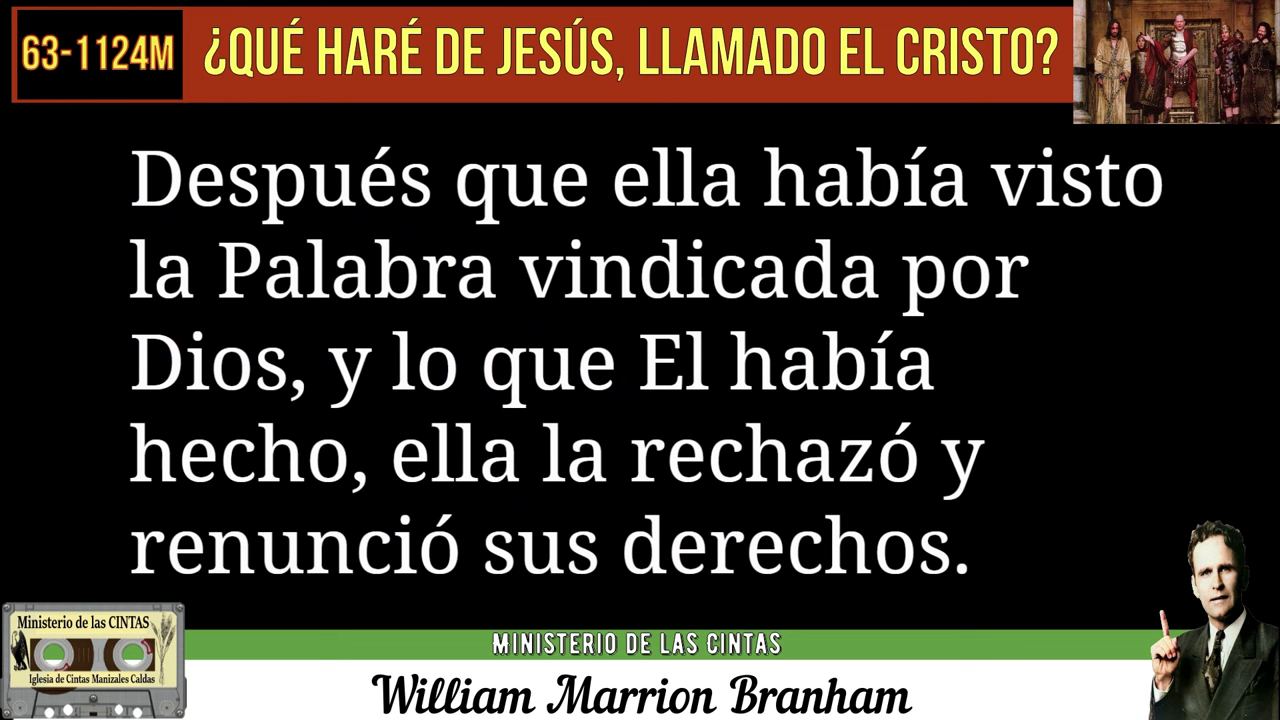 63-1124M
¿QUÉ HARÉ DE JESÚS, LLAMADO EL CRISTO?
Después que ella había visto
la Palabra vindicada por
Dios, y lo que El había
hecho, ella la rechazó y
renunció sus derechos.
Ministerio de las CINTAS
Iglesia de Cintas Manizales Caldas
MINISTERIO DE LAS CINTAS
William Marrion Branham